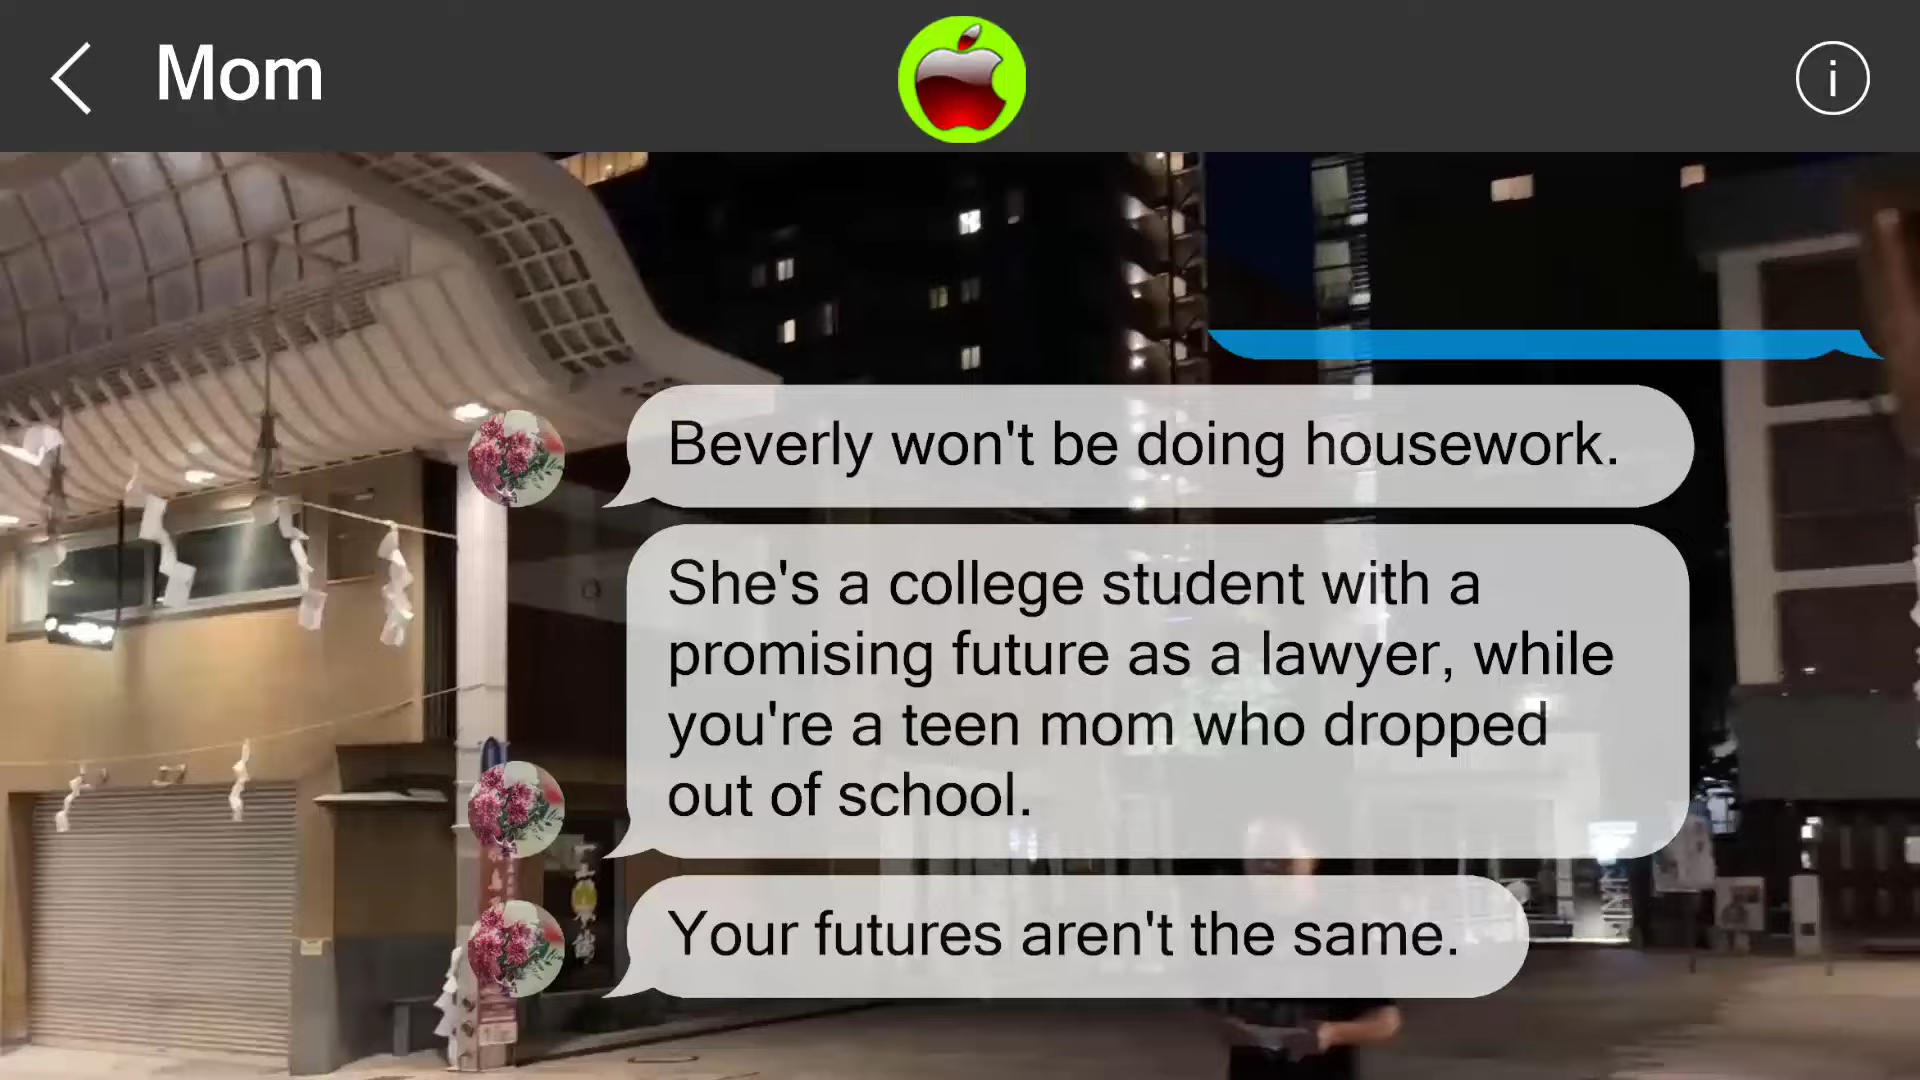 Mom
i
Beverly won't be doing housework.
She's a college student with a
promising future as a lawyer, while
you're a teen mom who dropped
out of school.
Your futures aren't the same.